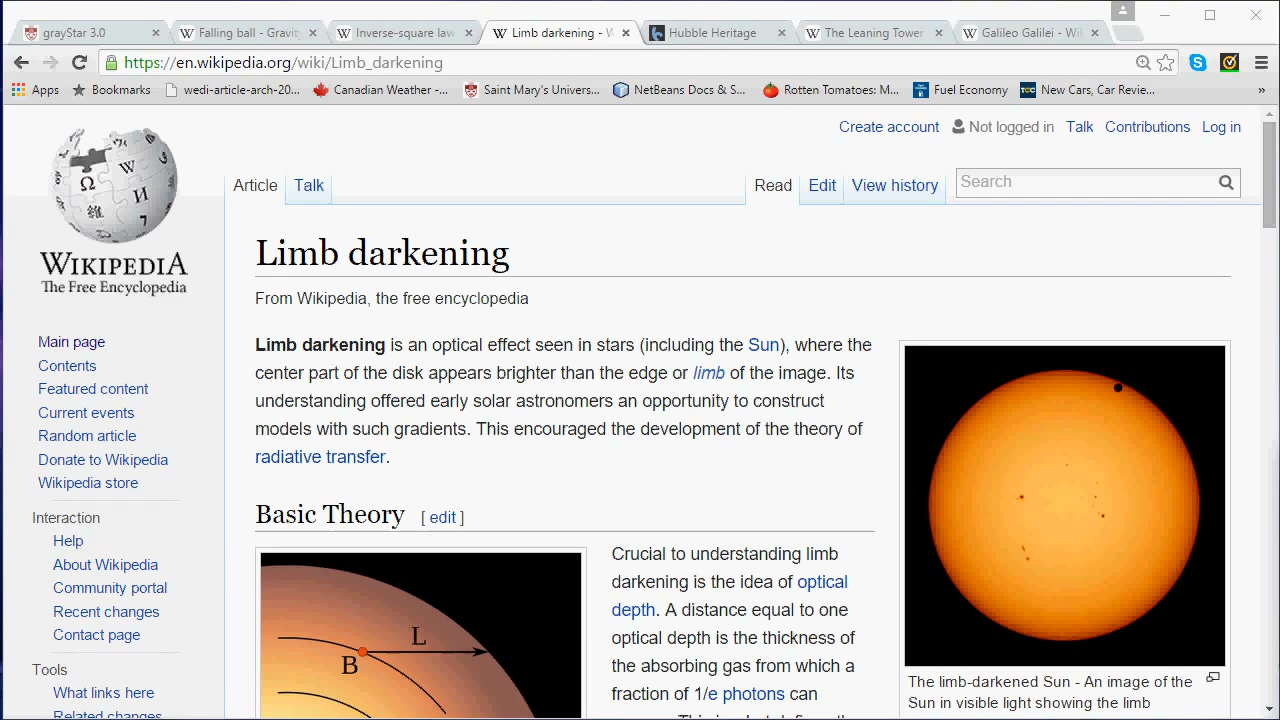 grayStar 3.0
Falling ball - Gravit
Inverse-square law
Limb darkening - W
Hubble Heritage
The Leaning Tower
Galileo Galilei - Wik
https://en.wikipedia.org/wiki/Limb_darkening
Apps
Bookmarks
vedi-article-arch-20...
Canadian Weather -...
Saint Mary's Univers...
NetBeans Docs & S...
Rotten Tomatoes: M...
Fuel Economy
New Cars, Car Revie...
»
Create account
Not logged in
Talk
Contributions
Log in
Article
Talk
Read
Edit
View history
Search
WIKIPEDIA
The Free Encyclopedia
Main page
Contents
Featured content
Current events
Random article
Donate to Wikipedia
Wikipedia store
Interaction
Help
About Wikipedia
Community portal
Recent changes
Contact page
Tools
What links here
Related changes
Limb darkening
From Wikipedia, the free encyclopedia
Limb darkening is an optical effect seen in stars (including the Sun), where the
center part of the disk appears brighter than the edge or limb of the image. Its
understanding offered early solar astronomers an opportunity to construct
models with such gradients. This encouraged the development of the theory of
radiative transfer.
Basic Theory [ edit ]
L
B
Crucial to understanding limb
darkening is the idea of optical
depth. A distance equal to one
optical depth is the thickness of
the absorbing gas from which a
fraction of 1/e photons can
The limb-darkened Sun - An image of the
Sun in visible light showing the limb